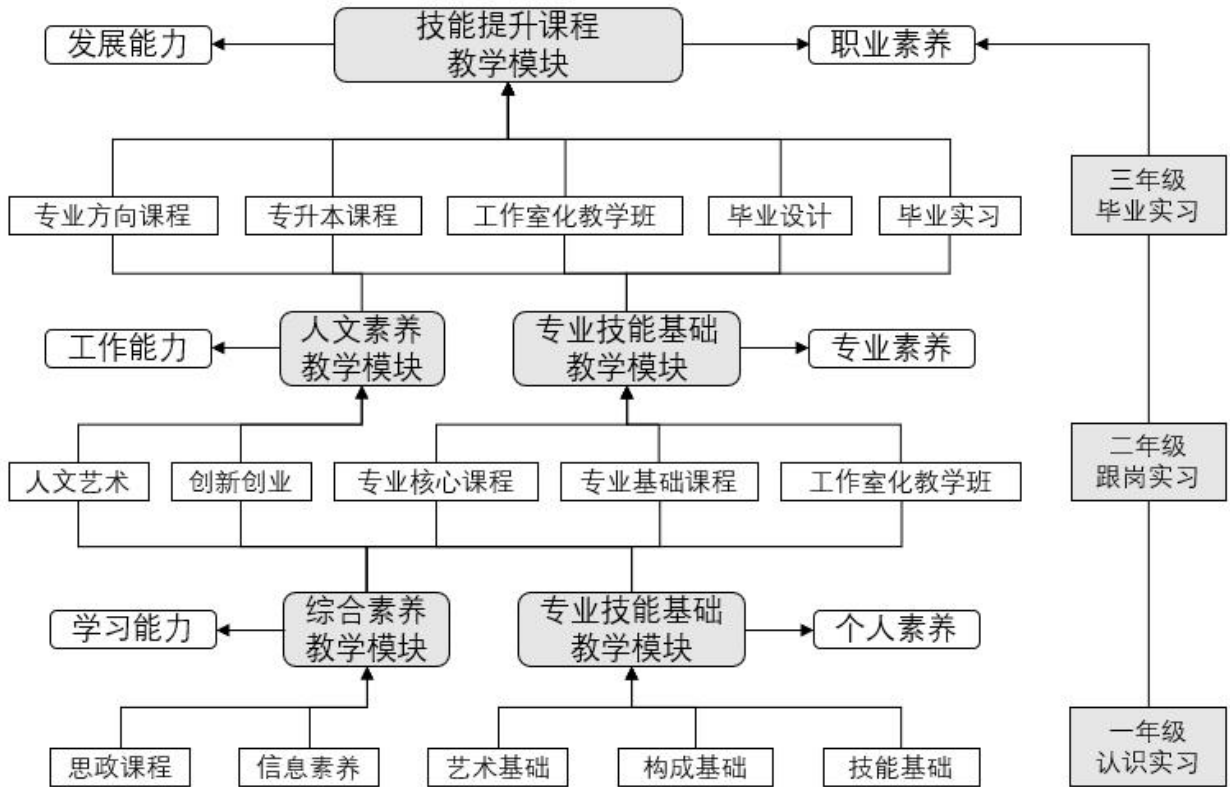 发展能力
技能提升课程
教学模块
职业素养
三年级
毕业实习
专业方向课程
专升本课程
工作室化教学班
毕业设计
毕业实习
工作能力
人文素养
教学模块
专业技能基础
教学模块
专业素养
二年级
跟岗实习
人文艺术
创新创业
专业核心课程
专业基础课程
工作室化教学班
学习能力
综合素养
教学模块
专业技能基础
教学模块
个人素养
一年级
认识实习
思政课程
信息素养
艺术基础
构成基础
技能基础